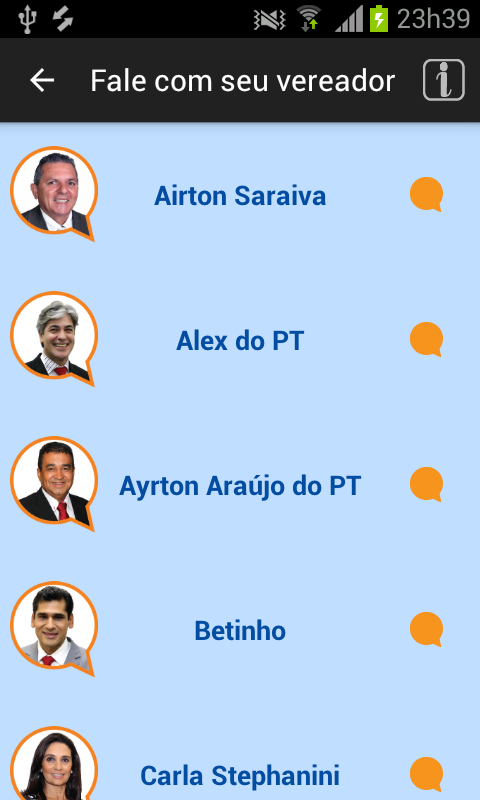 23h39
Fale com seu vereador
i
Airton Saraiva
Alex do PT
Ayrton Araújo do PT
Betinho
Carla Stephanini